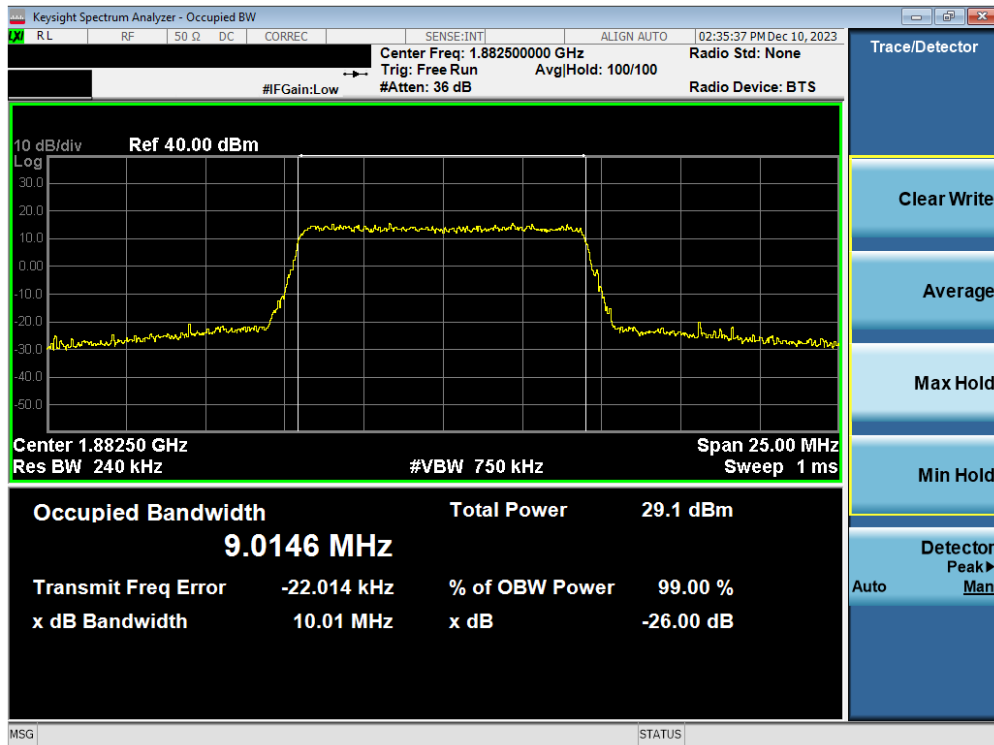 Keysight Spectrum Analyzer - Occupied BW
LXI RL RF 50 Ω DC CORREC SENSE:INT ALIGN AUTO 02:35:37 PM Dec 10, 2023
Center Freq: 1.882500000 GHz Radio Std: None
Trig: Free Run Avg|Hold: 100/100
#IFGain:Low #Atten: 36 dB Radio Device: BTS
10 dB/div Ref 40.00 dBm
Log
30.0
20.0
10.0
0.00
-10.0
-20.0
-30.0
-40.0
-50.0
Center 1.88250 GHz Span 25.00 MHz
Res BW 240 kHz #VBW 750 kHz Sweep 1 ms
Occupied Bandwidth Total Power 29.1 dBm
9.0146 MHz
Transmit Freq Error -22.014 kHz % of OBW Power 99.00 %
x dB Bandwidth 10.01 MHz x dB -26.00 dB
MSG STATUS
Trace/Detector
Clear Write
Average
Max Hold
Min Hold
Detector
Peak▶
Auto Man